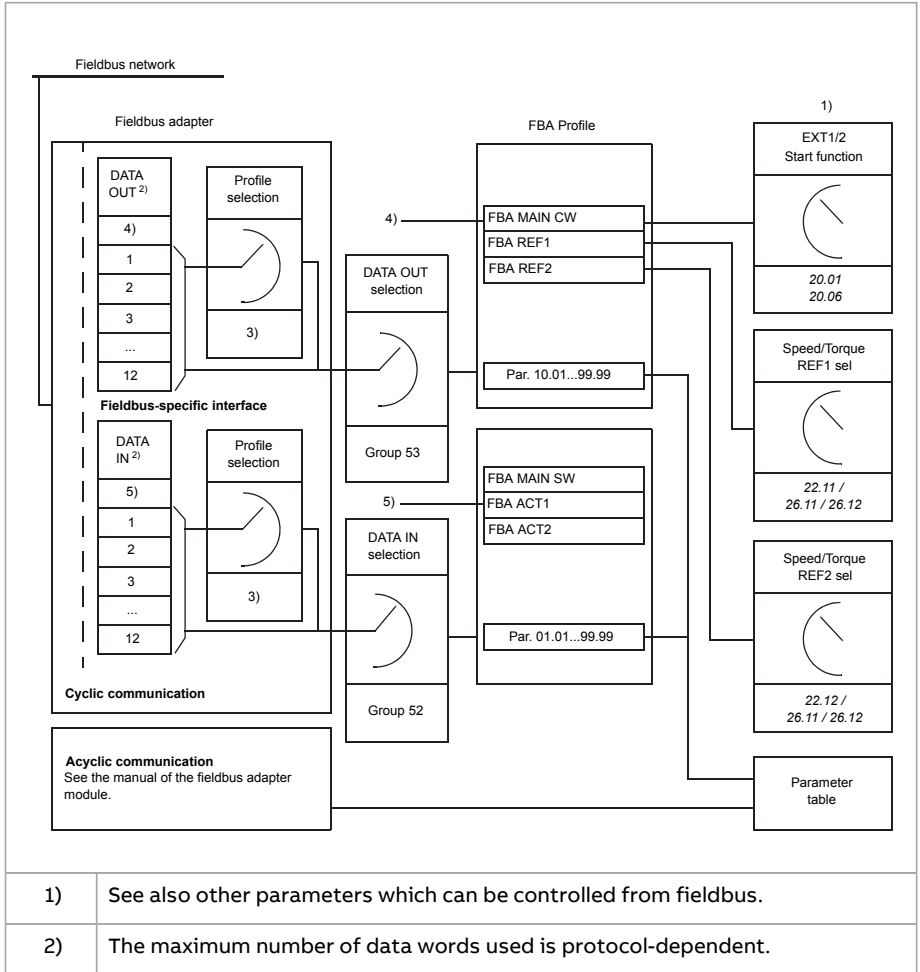 Fieldbus network
Fieldbus adapter
DATA
OUT 2)
4)
1
2
3
...
12
Profile
selection
3)
Fieldbus-specific interface
DATA
IN 2)
5)
1
2
3
...
12
Profile
selection
3)
Cyclic communication
Acyclic communication
See the manual of the fieldbus adapter
module.
4)
DATA OUT
selection
Group 53
5)
DATA IN
selection
Group 52
FBA Profile
FBA MAIN CW
FBA REF1
FBA REF2
Par. 10.01...99.99
FBA MAIN SW
FBA ACT1
FBA ACT2
Par. 01.01...99.99
1)
EXT1/2
Start function
20.01
20.06
Speed/Torque
REF1 sel
22.11 /
26.11 / 26.12
Speed/Torque
REF2 sel
22.12 /
26.11 / 26.12
Parameter
table
1) See also other parameters which can be controlled from fieldbus.
2) The maximum number of data words used is protocol-dependent.